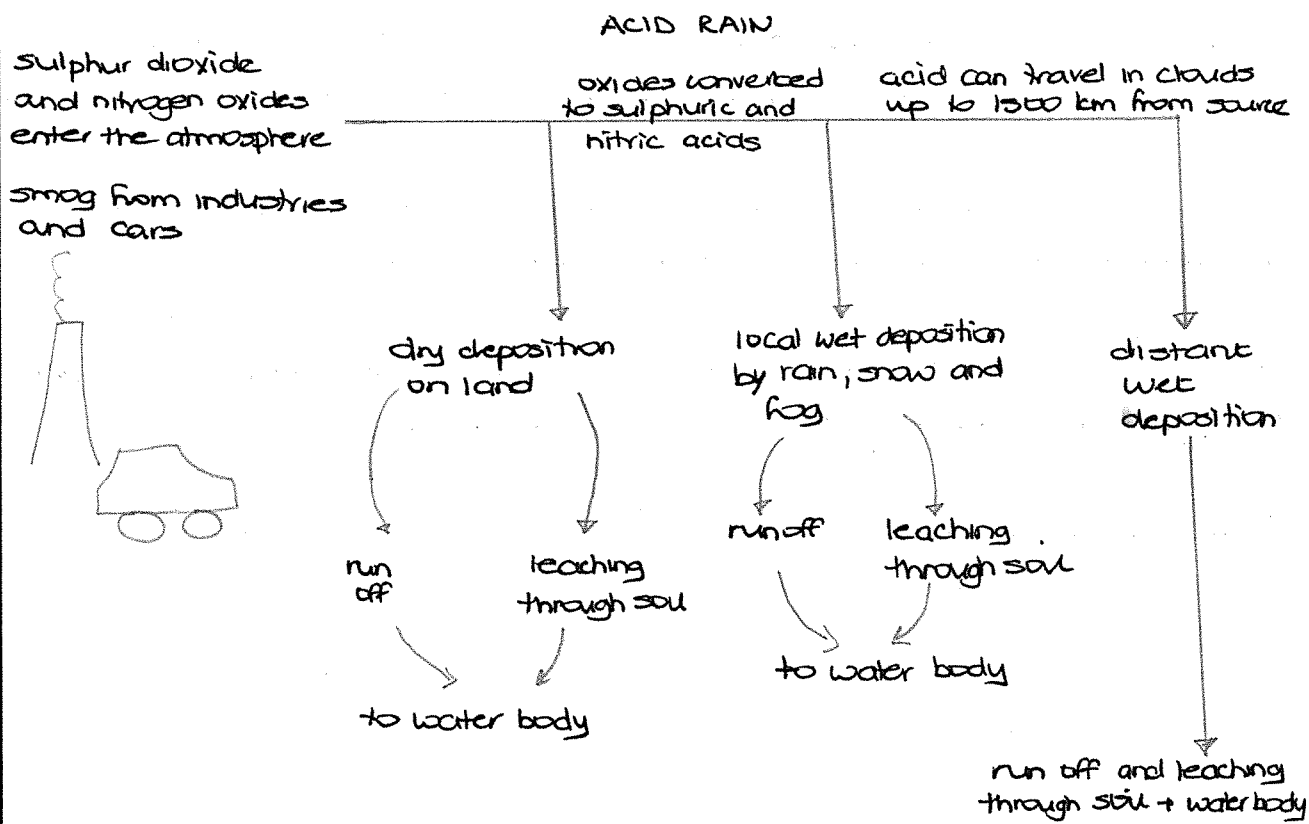 ACID RAIN
sulphur dioxide
and nitrogen oxides
enter the atmosphere
smog from industries
and cars
oxides converted
to sulphuric and
nitric acids
acid can travel in clouds
up to 1500 km from source
dry deposition
on land
run
off
leaching
through soil
to water body
local wet deposition
by rain, snow and
fog
run off
leaching
through soil
to water body
distant
wet
deposition
run off and leaching
through soil + waterbody